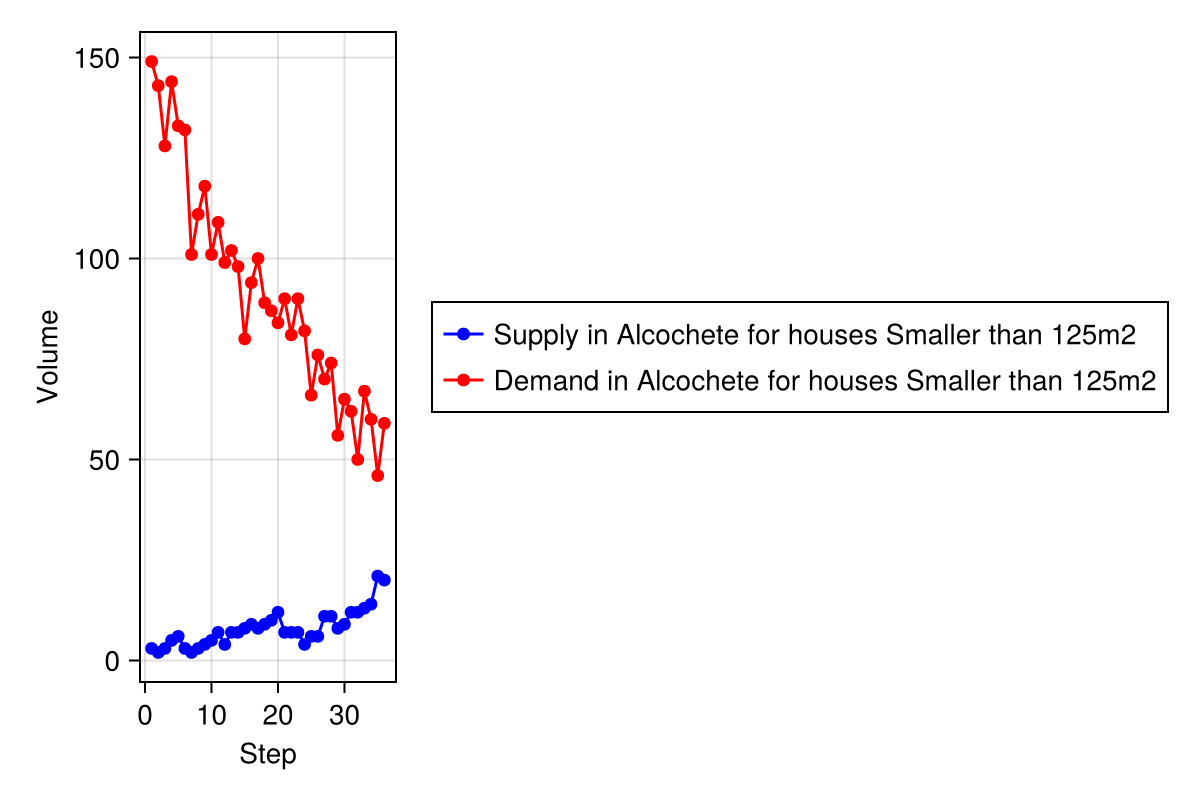 150
100
50
0
Volume
0 10 20 30
Step
Supply in Alcochete for houses Smaller than 125m2
Demand in Alcochete for houses Smaller than 125m2